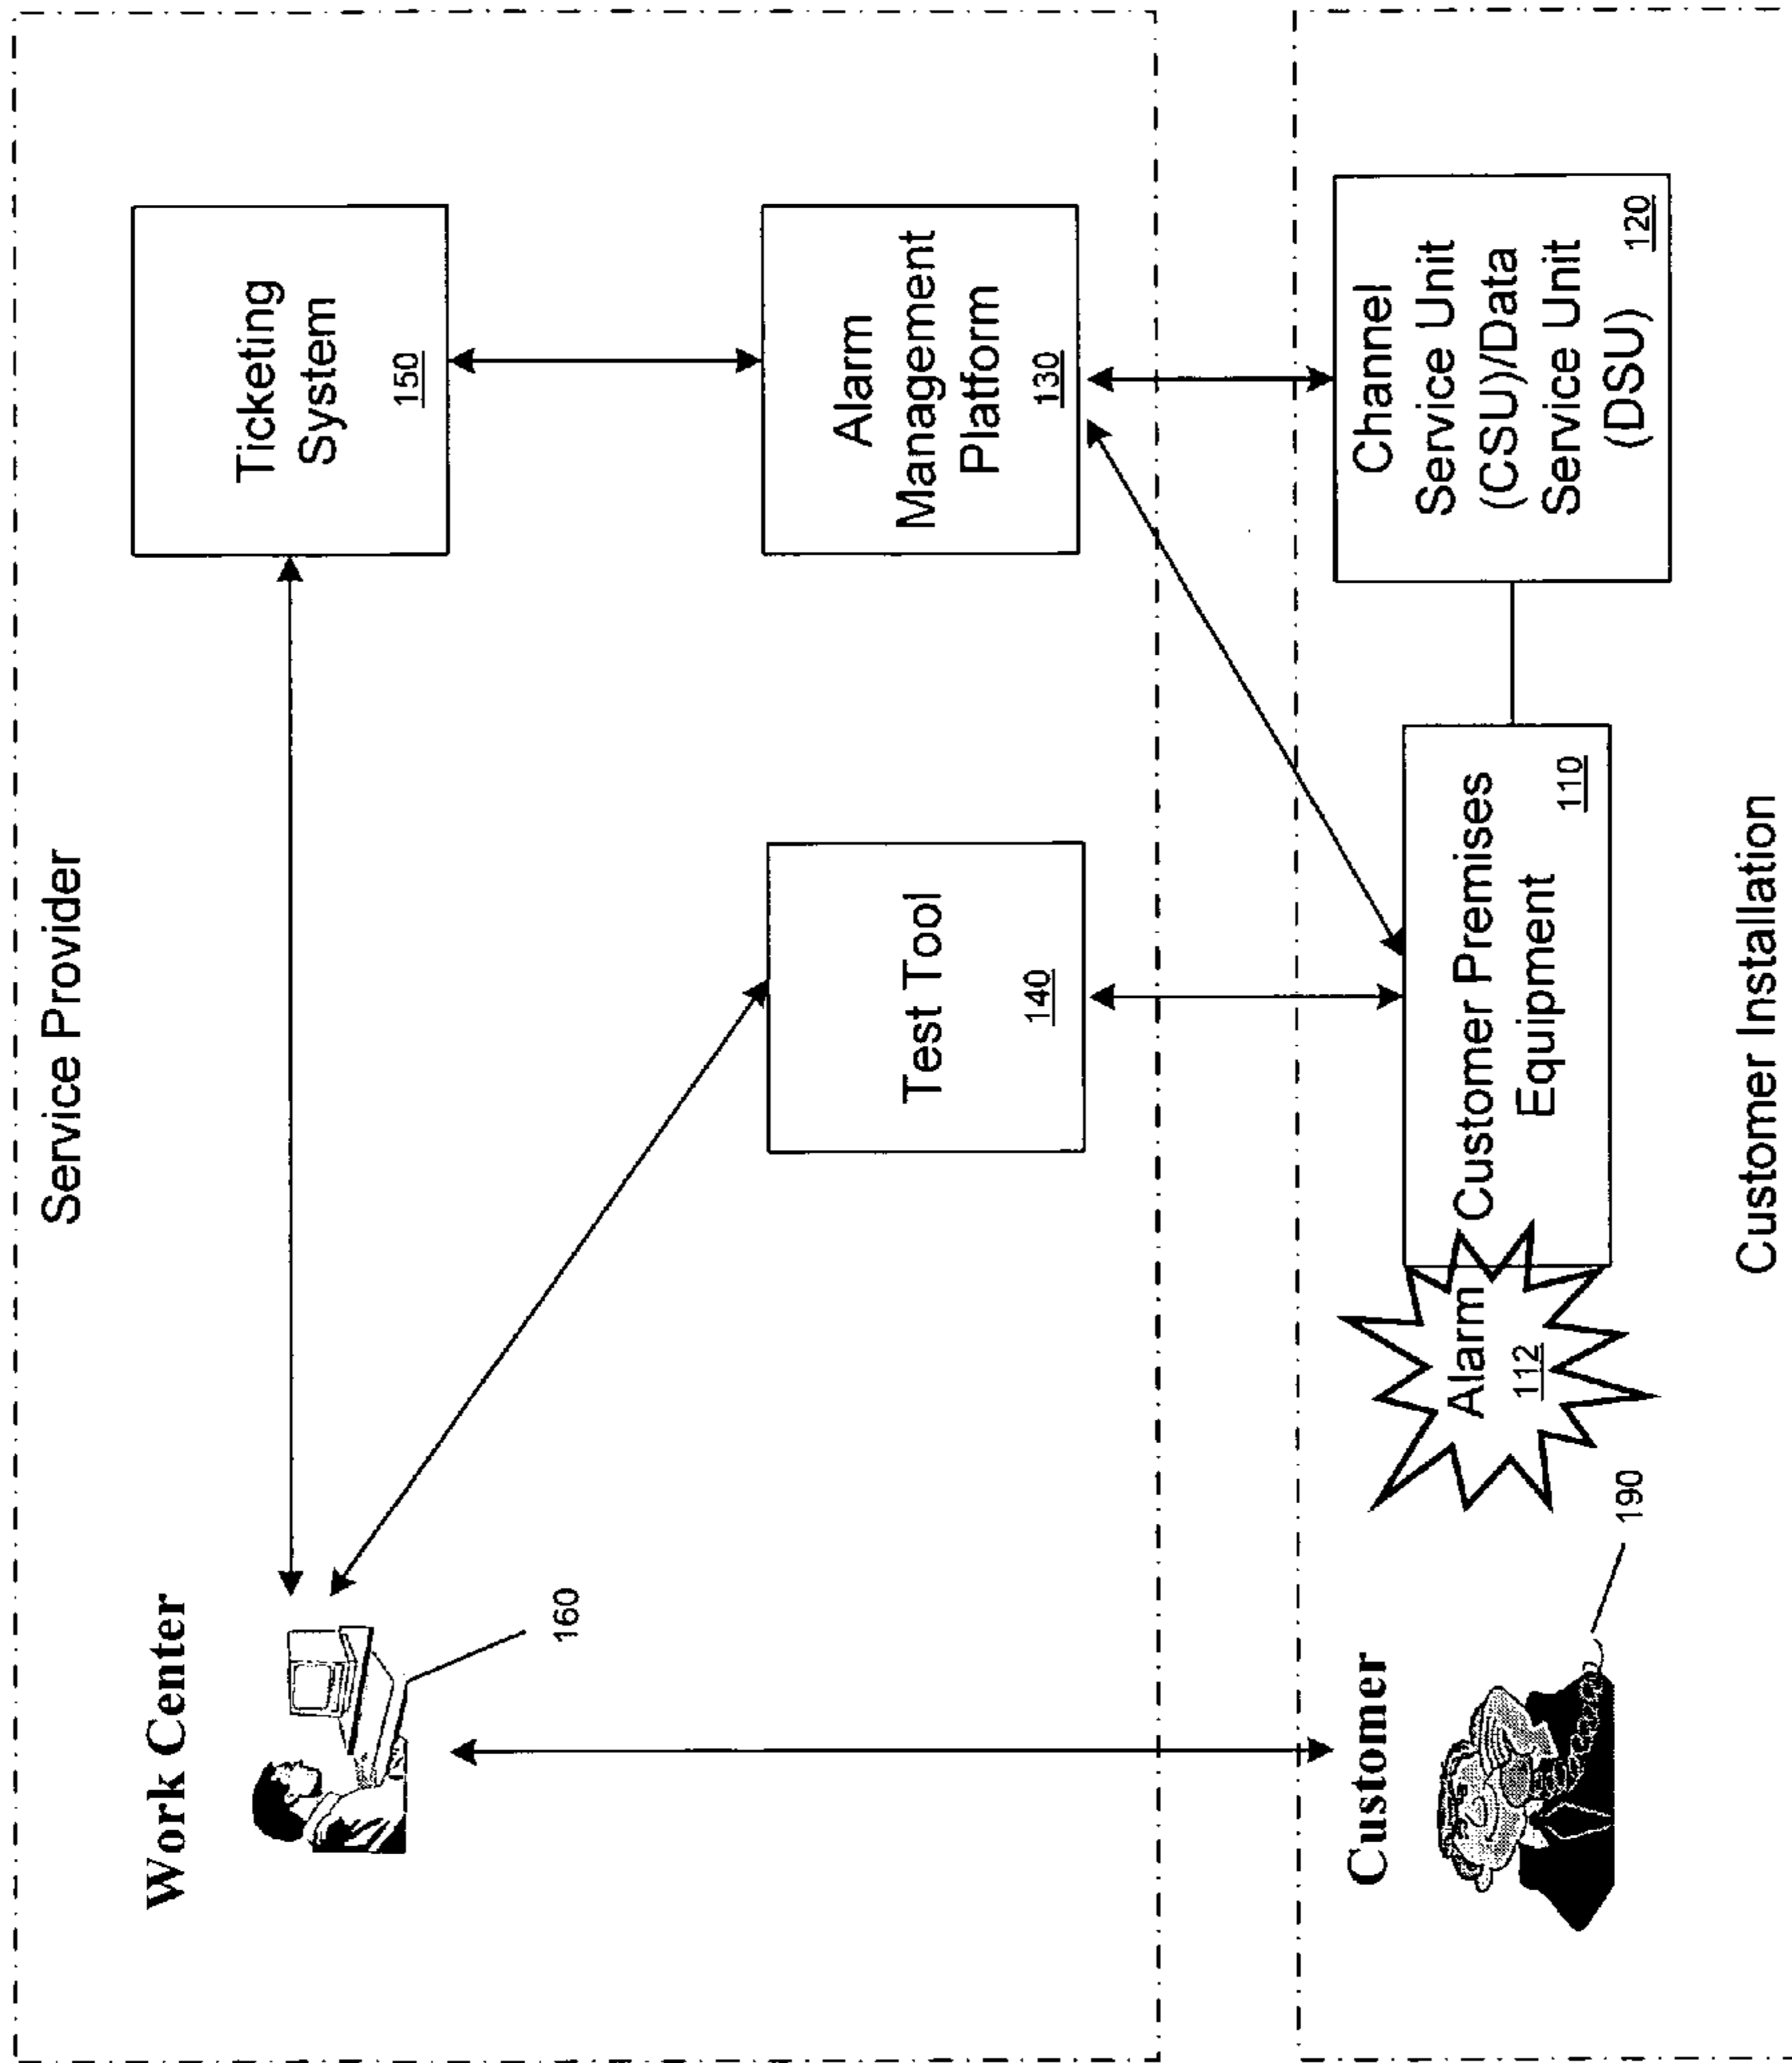 Service Provider
Work Center
160
Ticketing
System
150
Test Tool
140
Alarm
Management
Platform
130
Customer
190
Alarm
112
Customer Premises
Equipment
110
Channel
Service Unit
(CSU)/Data
Service Unit
(DSU)
120
Customer Installation